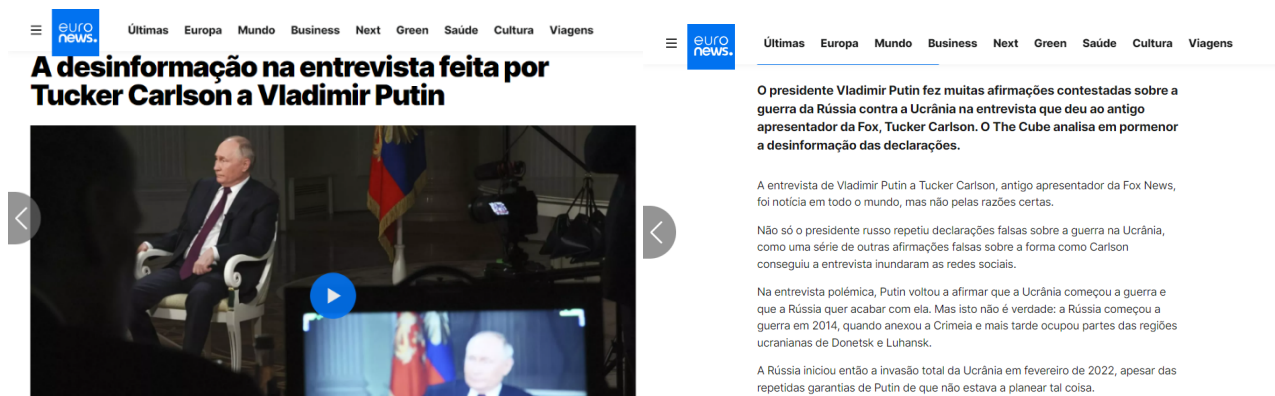 euro
news.
Últimas Europa Mundo Business Next Green Saúde Cultura Viagens
A desinformação na entrevista feita por
Tucker Carlson a Vladimir Putin
euro
news.
Últimas Europa Mundo Business Next Green Saúde Cultura Viagens
O presidente Vladimir Putin fez muitas afirmações contestadas sobre a
guerra da Rússia contra a Ucrânia na entrevista que deu ao antigo
apresentador da Fox, Tucker Carlson. O The Cube analisa em pormenor
a desinformação das declarações.
A entrevista de Vladimir Putin a Tucker Carlson, antigo apresentador da Fox News,
foi notícia em todo o mundo, mas não pelas razões certas.
Não só o presidente russo repetiu declarações falsas sobre a guerra na Ucrânia,
como uma série de outras afirmações falsas sobre a forma como Carlson
conseguiu a entrevista inundaram as redes sociais.
Na entrevista polémica, Putin voltou a afirmar que a Ucrânia começou a guerra e
que a Rússia quer acabar com ela. Mas isto não é verdade: a Rússia começou a
guerra em 2014, quando anexou a Crimeia e mais tarde ocupou partes das regiões
ucranianas de Donetsk e Luhansk.
A Rússia iniciou então a invasão total da Ucrânia em fevereiro de 2022, apesar das
repetidas garantias de Putin de que não estava a planear tal coisa.